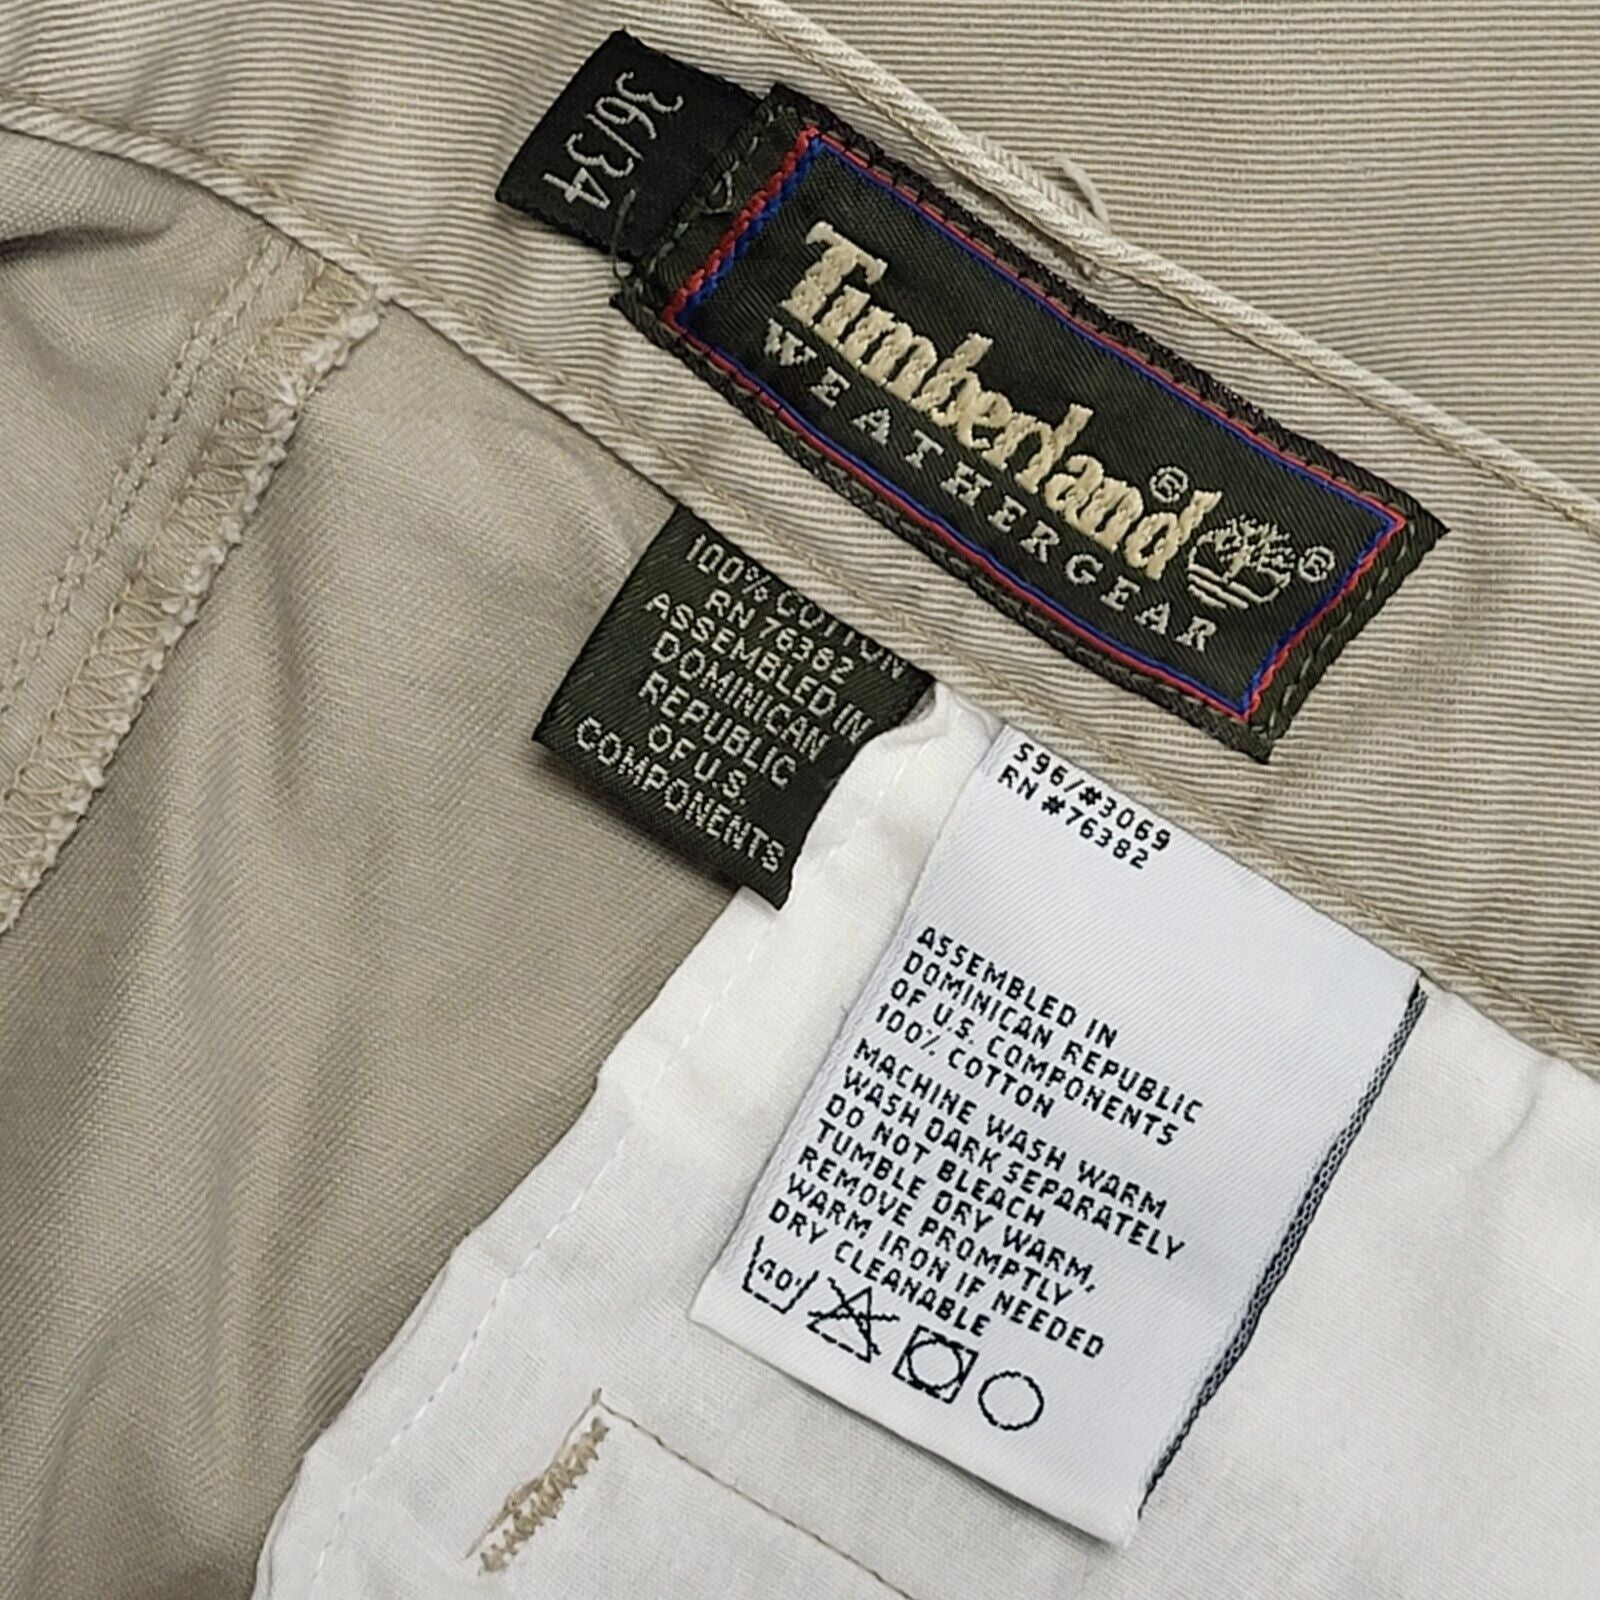 36/34
Timberland®
®
WEATHERGEAR
100% COTTON
RN 76382
ASSEMBLED IN
DOMINICAN
REPUBLIC
OF U.S.
COMPONENTS
S96/#3069
RN #76382
ASSEMBLED IN
DOMINICAN REPUBLIC
OF U.S. COMPONENTS
100% COTTON
MACHINE WASH WARM
WASH DARK SEPARATELY
DO NOT BLEACH
TUMBLE DRY WARM,
REMOVE PROMPTLY
WARM IRON IF NEEDED
DRY CLEANABLE
40°